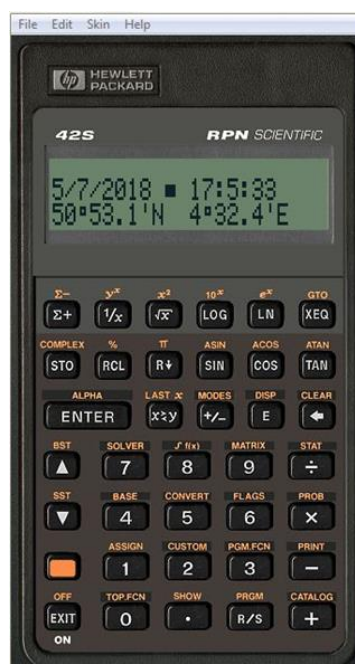 File Edit Skin Help
hp HEWLETT
PACKARD
42S RPN SCIENTIFIC
5/7/2018 ▪ 17:5:33
50°53.1'N 4°32.4'E
Σ- yˣ x² 10ˣ eˣ GTO
Σ+ 1/x √x LOG LN XEQ
COMPLEX % π ASIN ACOS ATAN
STO RCL R↓ SIN COS TAN
ALPHA LAST x MODES DISP CLEAR
ENTER x≷y +/- E ←
BST SOLVER ∫f(x) MATRIX STAT
▲ 7 8 9 ÷
SST BASE CONVERT FLAGS PROB
▼ 4 5 6 ×
ASSIGN CUSTOM PGM.FCN PRINT
1 2 3 −
OFF TOP.FCN SHOW PRGM CATALOG
EXIT 0 · R/S +
ON